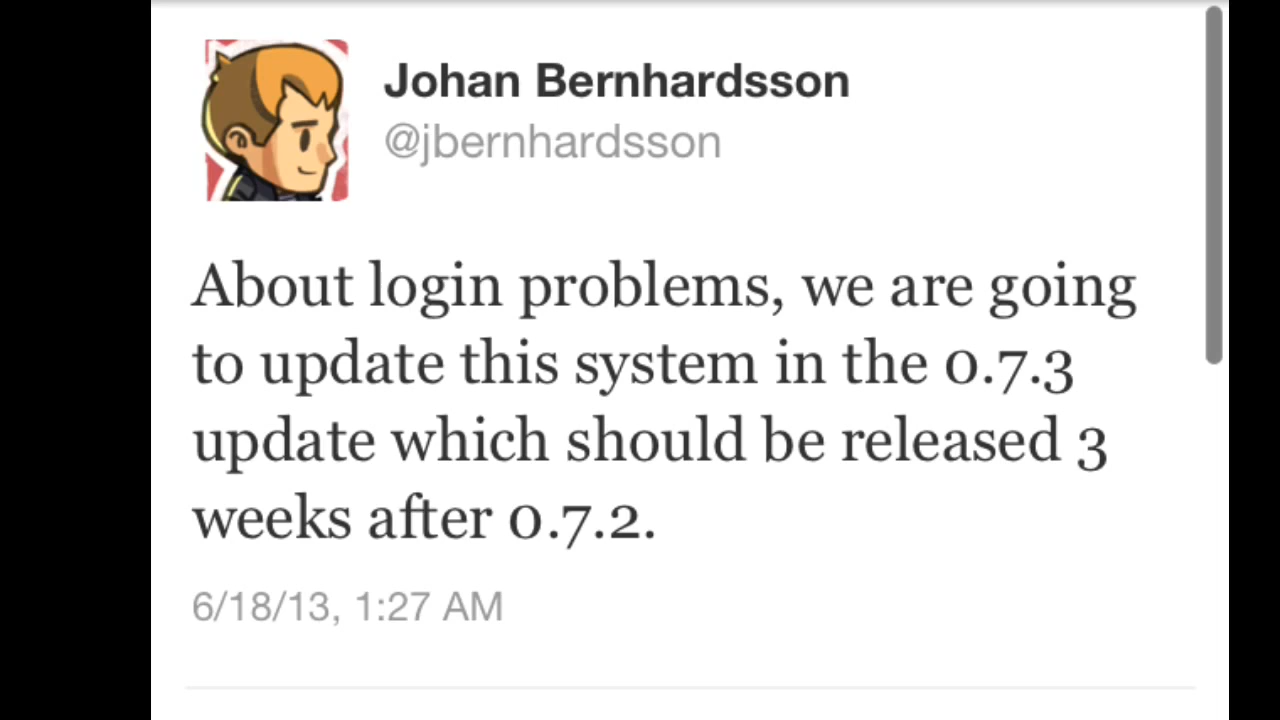 Johan Bernhardsson
@jbernhardsson
About login problems, we are going
to update this system in the 0.7.3
update which should be released 3
weeks after 0.7.2.
6/18/13, 1:27 AM